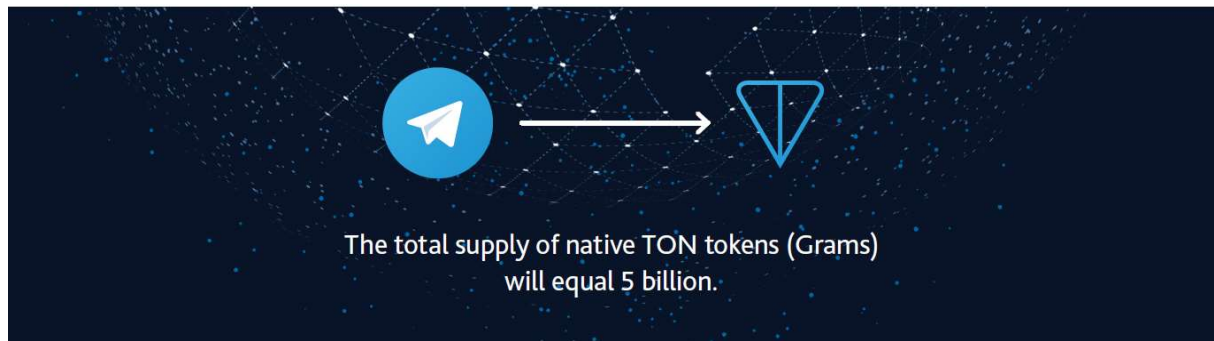 The total supply of native TON tokens (Grams)
will equal 5 billion.